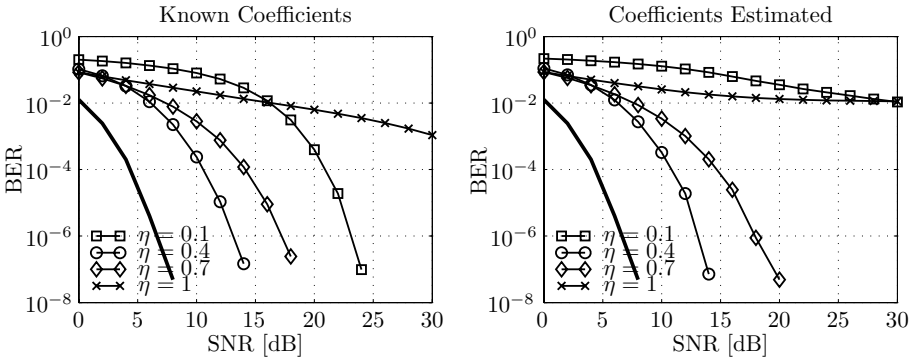 Known Coefficients
10^0
10^−2
10^−4
10^−6
10^−8
BER
η = 0.1
η = 0.4
η = 0.7
η = 1
0 5 10 15 20 25 30
SNR [dB]
Coefficients Estimated
10^0
10^−2
10^−4
10^−6
10^−8
BER
η = 0.1
η = 0.4
η = 0.7
η = 1
0 5 10 15 20 25 30
SNR [dB]